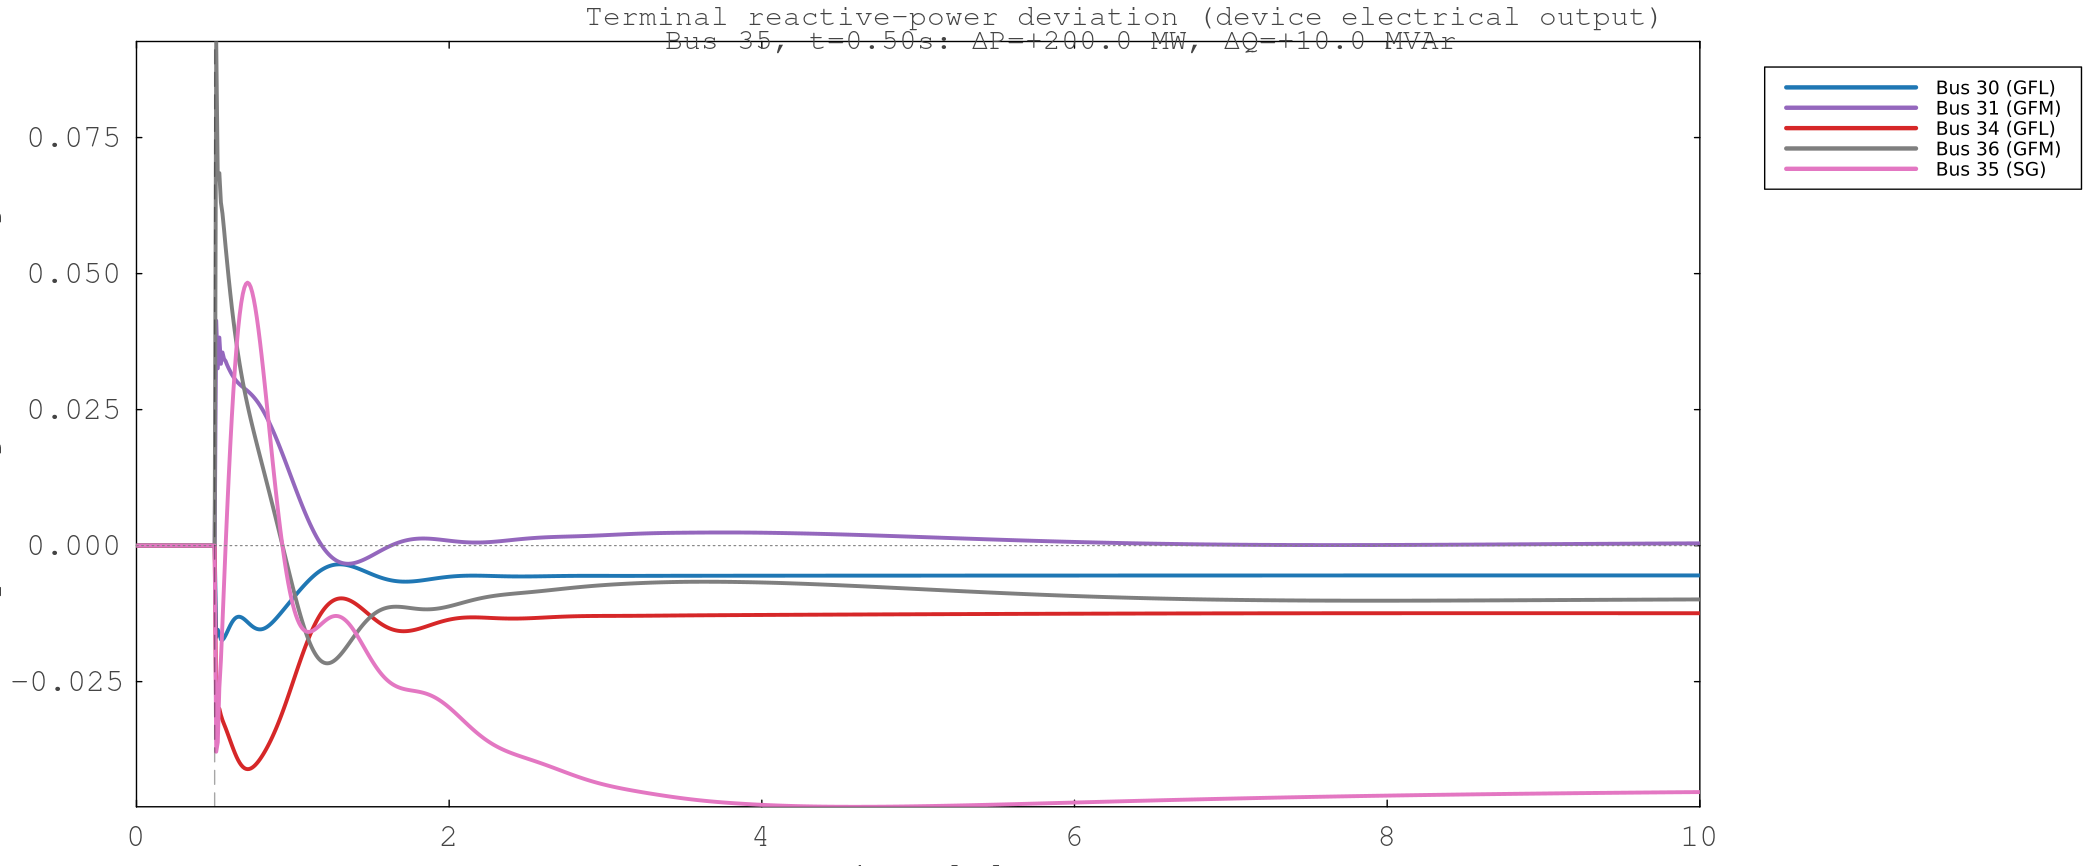 Terminal reactive-power deviation (device electrical output)
Bus 35, t=0.50s: ΔP=+200.0 MW, ΔQ=+10.0 MVAr
0.075
0.050
0.025
0.000
−0.025
0
2
4
6
8
10
Bus 30 (GFL)
Bus 31 (GFM)
Bus 34 (GFL)
Bus 36 (GFM)
Bus 35 (SG)